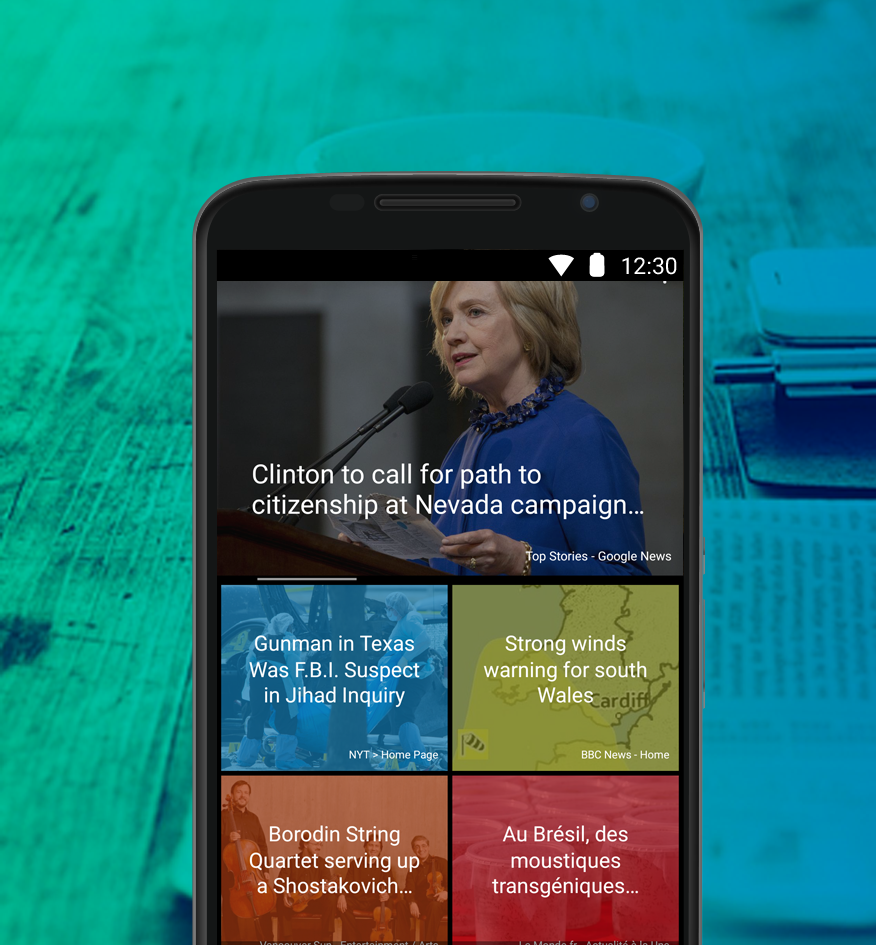 12:30
Clinton to call for path to
citizenship at Nevada campaign...
Top Stories - Google News
Gunman in Texas
Was F.B.I. Suspect
in Jihad Inquiry
NYT > Home Page
Strong winds
warning for south
Wales
Cardiff
BBC News - Home
Borodin String
Quartet serving up
a Shostakovich...
Au Brésil, des
moustiques
transgéniques...
Vancouver Sun - Entertainment / Arts
Le Monde.fr - Actualité à la Une